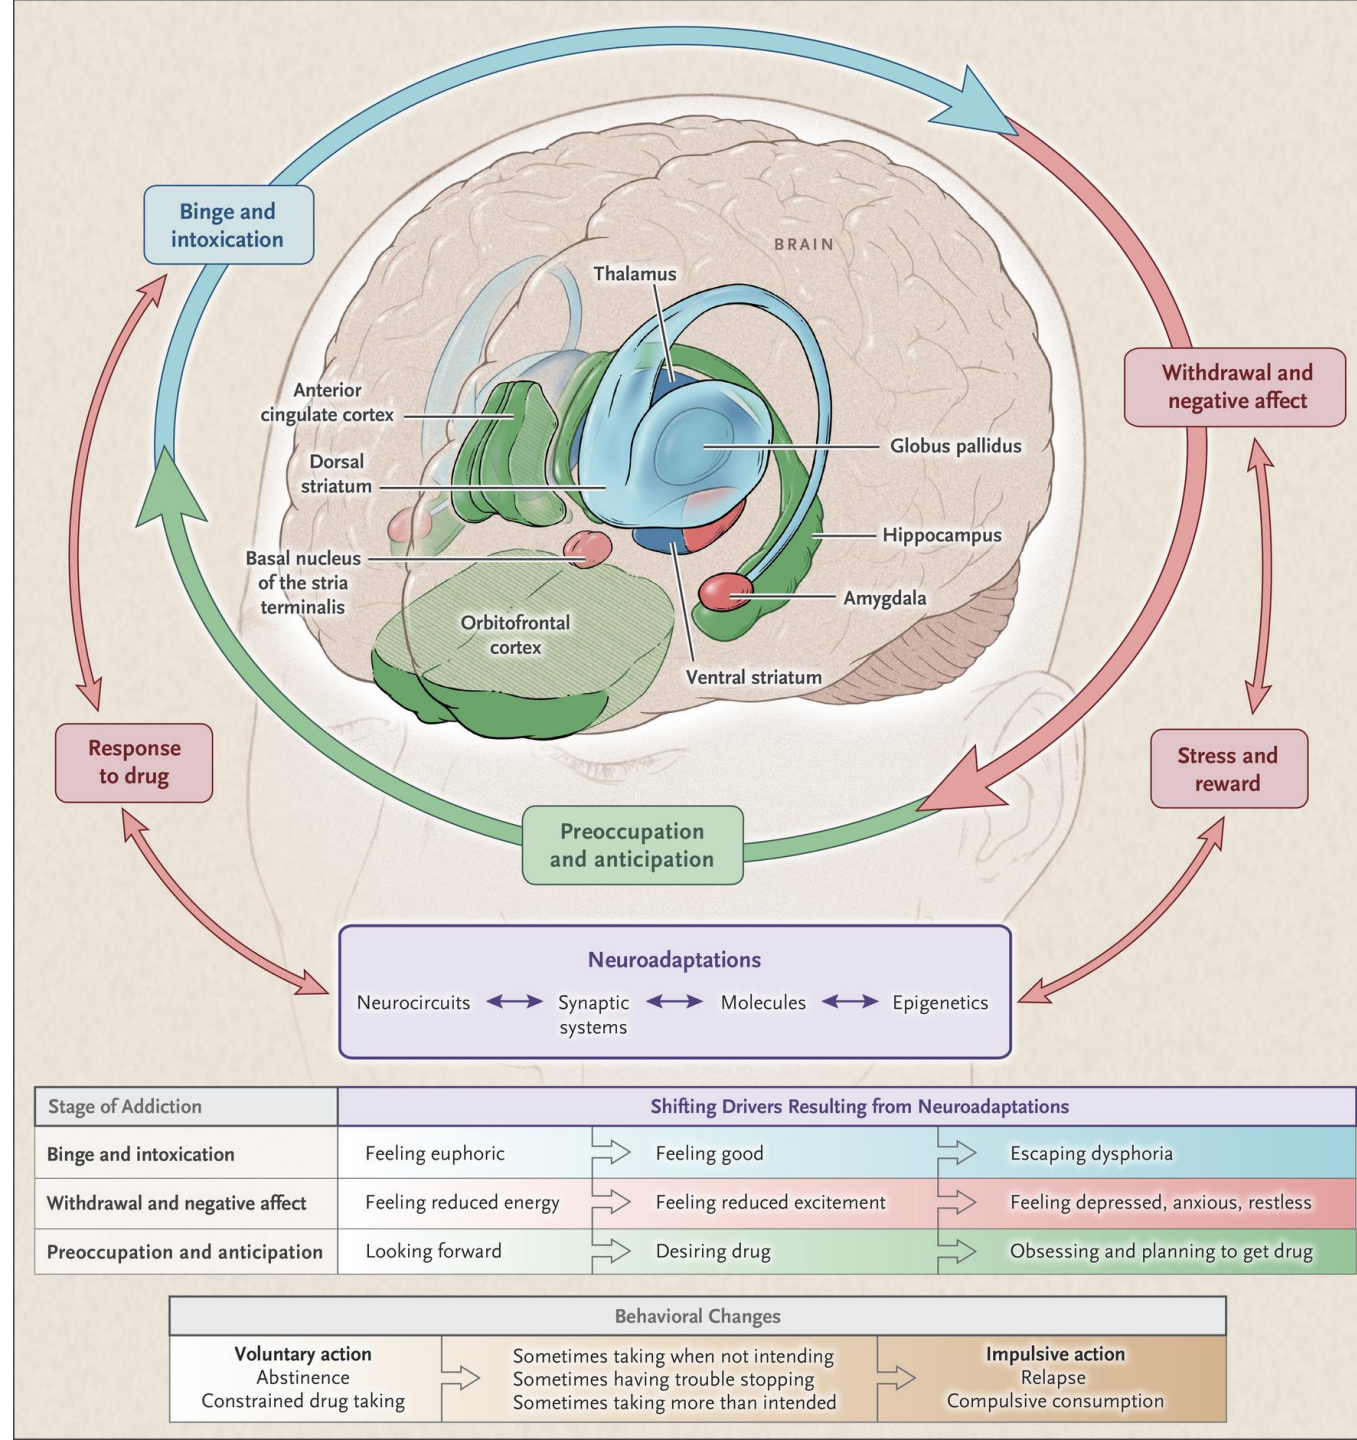 BRAIN
Binge and
intoxication
Thalamus
Withdrawal and
negative affect
Anterior
cingulate cortex
Globus pallidus
Dorsal
striatum
Hippocampus
Basal nucleus
of the stria
terminalis
Amygdala
Orbitofrontal
cortex
Ventral striatum
Response
to drug
Stress and
reward
Preoccupation
and anticipation
Neuroadaptations
Neurocircuits
Synaptic
systems
Molecules
Epigenetics
Stage of Addiction
Shifting Drivers Resulting from Neuroadaptations
Binge and intoxication
Feeling euphoric
Feeling good
Escaping dysphoria
Withdrawal and negative affect
Feeling reduced energy
Feeling reduced excitement
Feeling depressed, anxious, restless
Preoccupation and anticipation
Looking forward
Desiring drug
Obsessing and planning to get drug
Behavioral Changes
Voluntary action
Abstinence
Constrained drug taking
Sometimes taking when not intending
Sometimes having trouble stopping
Sometimes taking more than intended
Impulsive action
Relapse
Compulsive consumption